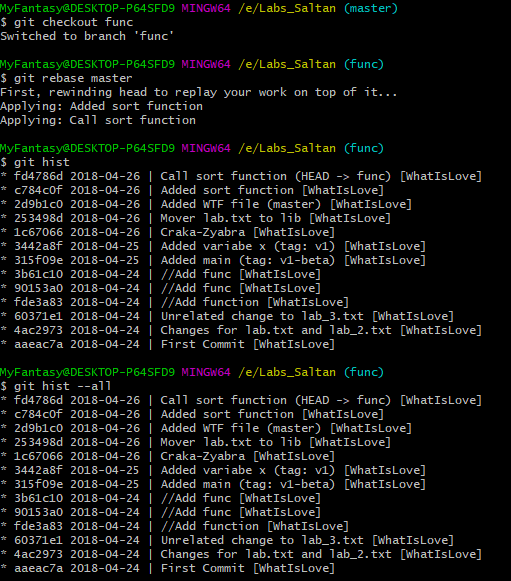 MyFantasy@DESKTOP-P64SFD9 MINGW64 /e/Labs_Saltan (master)
$ git checkout func
Switched to branch 'func'

MyFantasy@DESKTOP-P64SFD9 MINGW64 /e/Labs_Saltan (func)
$ git rebase master
First, rewinding head to replay your work on top of it...
Applying: Added sort function
Applying: Call sort function

MyFantasy@DESKTOP-P64SFD9 MINGW64 /e/Labs_Saltan (func)
$ git hist
* fd4786d 2018-04-26 | Call sort function (HEAD -> func) [WhatIsLove]
* c784c0f 2018-04-26 | Added sort function [WhatIsLove]
* 2d9b1c0 2018-04-26 | Added WTF file (master) [WhatIsLove]
* 253498d 2018-04-26 | Mover lab.txt to lib [WhatIsLove]
* 1c67066 2018-04-26 | Craka-Zyabra [WhatIsLove]
* 3442a8f 2018-04-25 | Added variabe x (tag: v1) [WhatIsLove]
* 315f09e 2018-04-25 | Added main (tag: v1-beta) [WhatIsLove]
* 3b61c10 2018-04-24 | //Add func [WhatIsLove]
* 90153a0 2018-04-24 | //Add func [WhatIsLove]
* fde3a83 2018-04-24 | //Add function [WhatIsLove]
* 60371e1 2018-04-24 | Unrelated change to lab_3.txt [WhatIsLove]
* 4ac2973 2018-04-24 | Changes for lab.txt and lab_2.txt [WhatIsLove]
* aaeac7a 2018-04-24 | First Commit [WhatIsLove]

MyFantasy@DESKTOP-P64SFD9 MINGW64 /e/Labs_Saltan (func)
$ git hist --all
* fd4786d 2018-04-26 | Call sort function (HEAD -> func) [WhatIsLove]
* c784c0f 2018-04-26 | Added sort function [WhatIsLove]
* 2d9b1c0 2018-04-26 | Added WTF file (master) [WhatIsLove]
* 253498d 2018-04-26 | Mover lab.txt to lib [WhatIsLove]
* 1c67066 2018-04-26 | Craka-Zyabra [WhatIsLove]
* 3442a8f 2018-04-25 | Added variabe x (tag: v1) [WhatIsLove]
* 315f09e 2018-04-25 | Added main (tag: v1-beta) [WhatIsLove]
* 3b61c10 2018-04-24 | //Add func [WhatIsLove]
* 90153a0 2018-04-24 | //Add func [WhatIsLove]
* fde3a83 2018-04-24 | //Add function [WhatIsLove]
* 60371e1 2018-04-24 | Unrelated change to lab_3.txt [WhatIsLove]
* 4ac2973 2018-04-24 | Changes for lab.txt and lab_2.txt [WhatIsLove]
* aaeac7a 2018-04-24 | First Commit [WhatIsLove]